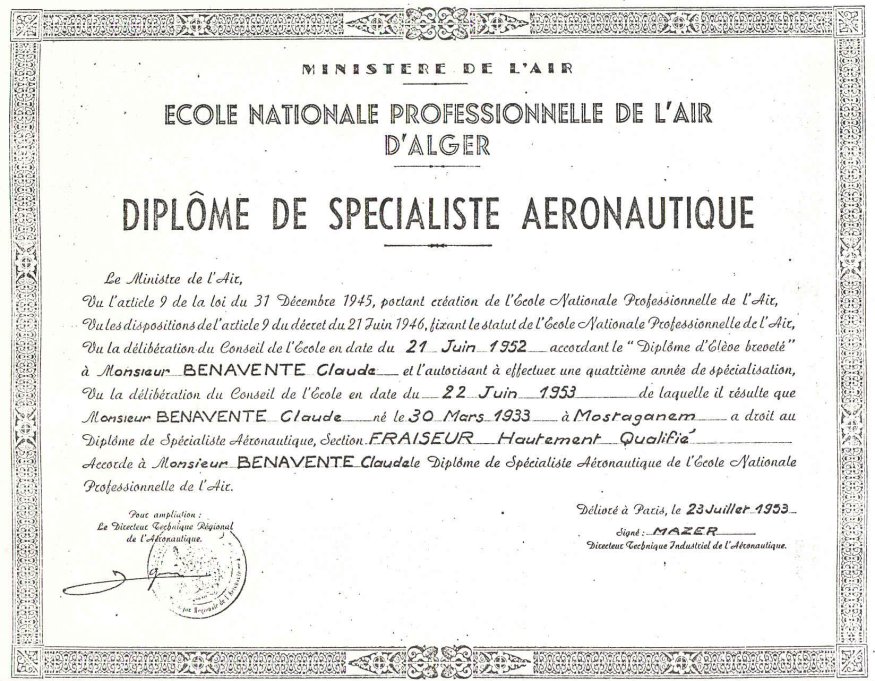 MINISTERE DE L'AIR
ECOLE NATIONALE PROFESSIONNELLE DE L'AIR
D'ALGER
DIPLÔME DE SPECIALISTE AERONAUTIQUE
Le Ministre de l'Air,
Vu l'article 9 de la loi du 31 Décembre 1945, portant création de l'Ecole Nationale Professionnelle de l'Air,
Vu les dispositions de l'article 9 du décret du 21 Juin 1946, fixant le statut de l'Ecole Nationale Professionnelle de l'Air,
Vu la délibération du Conseil de l'Ecole en date du 21 Juin 1952 accordant le "Diplôme d'Elève breveté"
à Monsieur BENAVENTE Claude et l'autorisant à effectuer une quatrième année de spécialisation,
Vu la délibération du Conseil de l'Ecole en date du 22 Juin 1953 de laquelle il résulte que
Monsieur BENAVENTE Claude né le 30 Mars 1933 à Mostaganem a droit au
Diplôme de Spécialiste Aéronautique, Section FRAISEUR Hautement Qualifié
Accorde à Monsieur BENAVENTE Claude le Diplôme de Spécialiste Aéronautique de l'Ecole Nationale
Professionnelle de l'Air.
Pour ampliation :
Le Directeur Technique Régional
de l'Aéronautique.
Délivré à Paris, le 23 Juillet 1953
Signé : MAZER
Directeur Technique Industriel de l'Aéronautique.